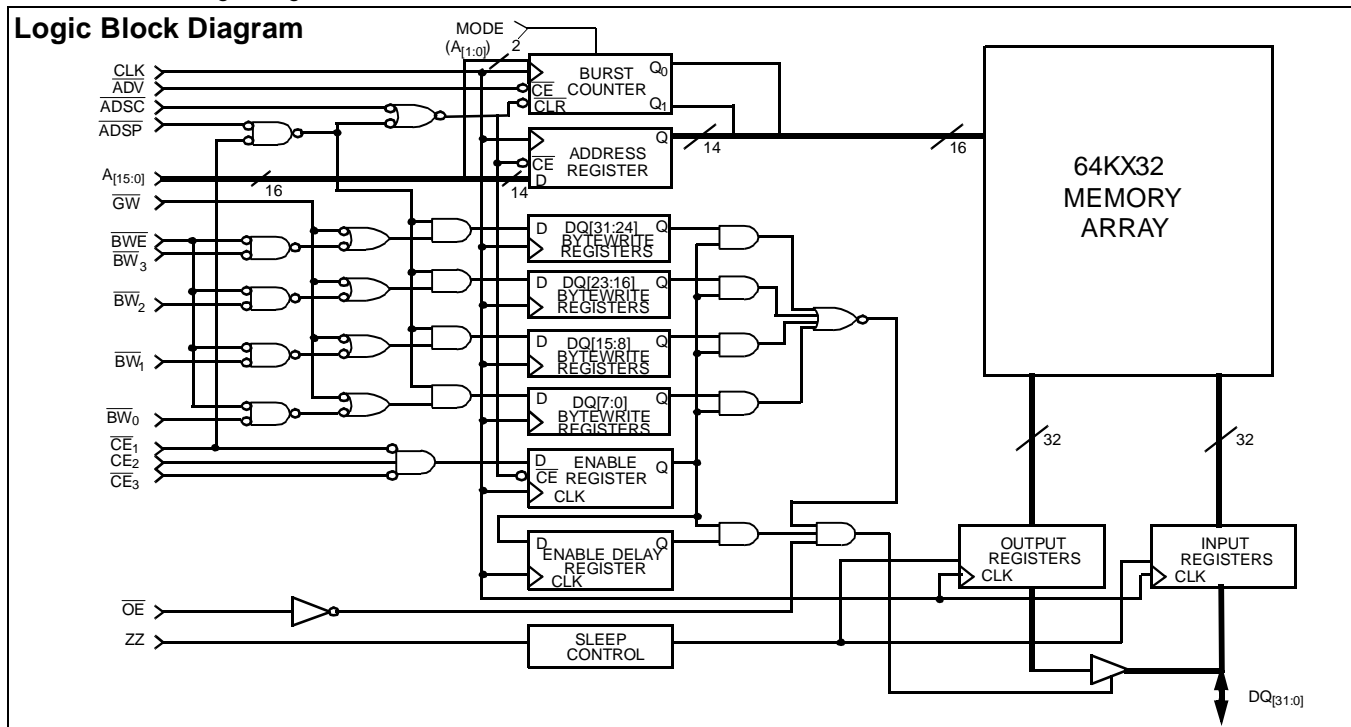 Logic Block Diagram
MODE
(A[1:0])
2
CLK
ADV
ADSC
ADSP
A[15:0]
16
GW
BWE
BW3
BW2
BW1
BW0
CE1
CE2
CE3
OE
ZZ
BURST
COUNTER
CE
CLR
Q0
Q1
ADDRESS
REGISTER
CE
D
Q
14
14
16
64KX32
MEMORY
ARRAY
D
DQ[31:24]
BYTEWRITE
REGISTERS
Q
D
DQ[23:16]
BYTEWRITE
REGISTERS
Q
D
DQ[15:8]
BYTEWRITE
REGISTERS
Q
D
DQ[7:0]
BYTEWRITE
REGISTERS
Q
D
ENABLE
REGISTER
Q
CE
CLK
D
ENABLE DELAY
REGISTER
Q
CLK
SLEEP
CONTROL
32
32
OUTPUT
REGISTERS
CLK
INPUT
REGISTERS
CLK
DQ[31:0]